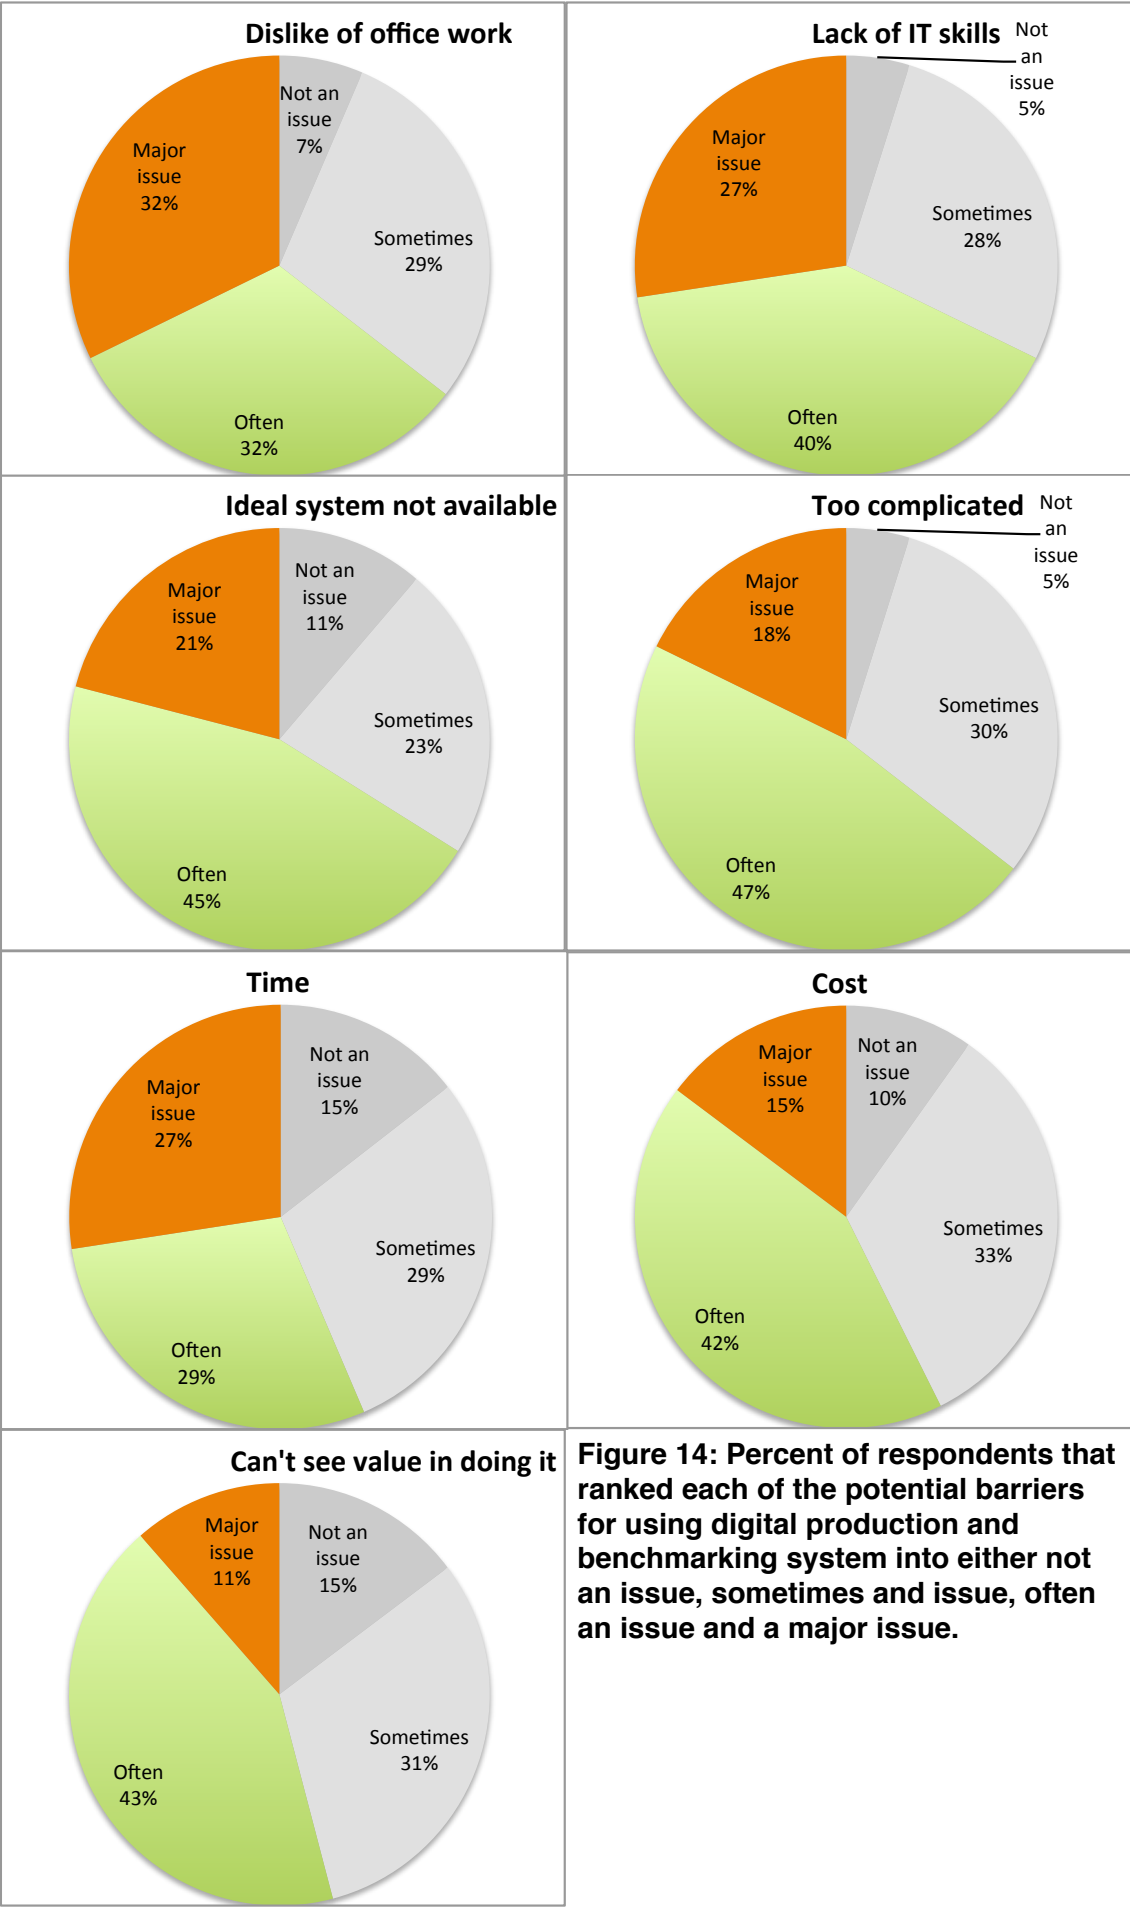 Dislike of office work
Not an
issue
7%
Sometimes
29%
Often
32%
Major
issue
32%
Lack of IT skills
Not
an
issue
5%
Sometimes
28%
Often
40%
Major
issue
27%
Ideal system not available
Not an
issue
11%
Sometimes
23%
Often
45%
Major
issue
21%
Too complicated
Not
an
issue
5%
Sometimes
30%
Often
47%
Major
issue
18%
Time
Not an
issue
15%
Sometimes
29%
Often
29%
Major
issue
27%
Cost
Not an
issue
10%
Sometimes
33%
Often
42%
Major
issue
15%
Can't see value in doing it
Not an
issue
15%
Sometimes
31%
Often
43%
Major
issue
11%
Figure 14: Percent of respondents that
ranked each of the potential barriers
for using digital production and
benchmarking system into either not
an issue, sometimes and issue, often
an issue and a major issue.